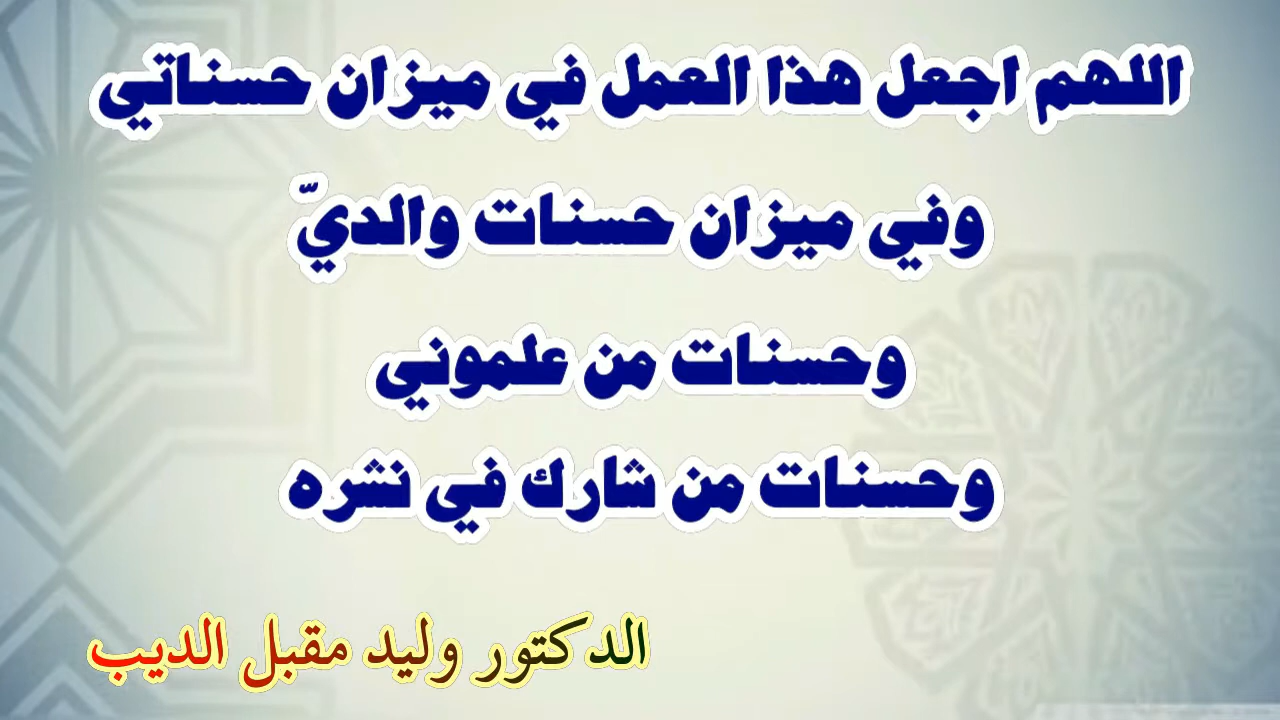 اللهم اجعل هذا العمل في ميزان حسناتي
وفي ميزان حسنات والديّ
وحسنات من علموني
وحسنات من شارك في نشره
الدكتور وليد مقبل الديب